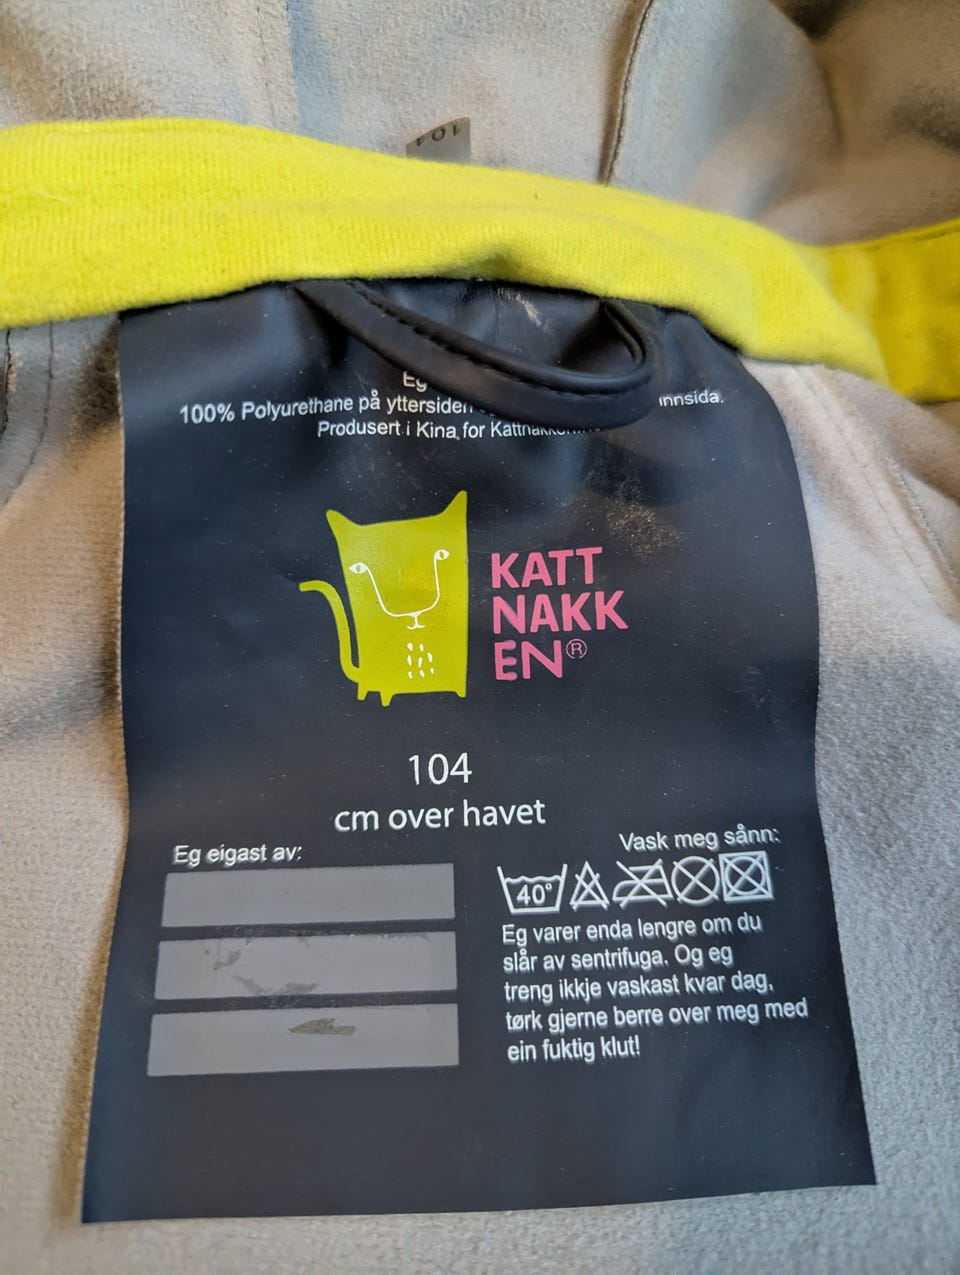 104
Eg
100% Polyurethane på yttersiden innsida.
Produsert i Kina for
KATT
NAKK
EN®
104
cm over havet
Eg eigast av:
Vask meg sånn:
40°
Eg varer enda lengre om du
slår av sentrifuga. Og eg
treng ikkje vaskast kvar dag,
tørk gjerne berre over meg med
ein fuktig klut!